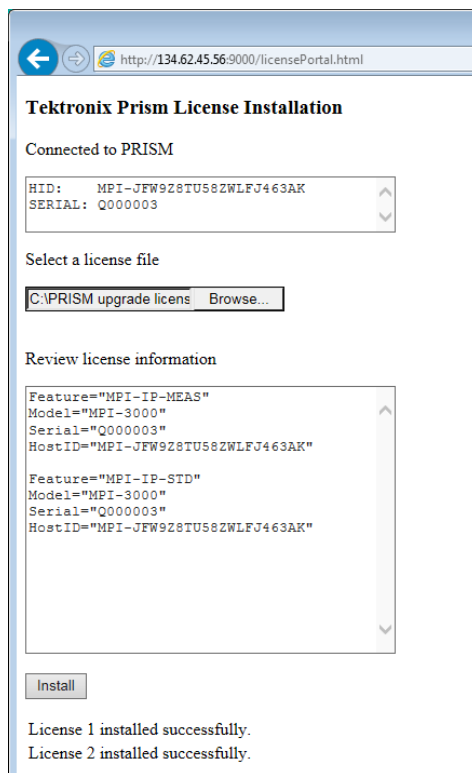 http://134.62.45.56:9000/licensePortal.html
Tektronix Prism License Installation
Connected to PRISM
HID: MPI-JFW9Z8TU58ZWLFJ463AK
SERIAL: Q000003
Select a license file
C:\PRISM upgrade licens Browse...
Review license information
Feature="MPI-IP-MEAS"
Model="MPI-3000"
Serial="Q000003"
HostID="MPI-JFW9Z8TU58ZWLFJ463AK"
Feature="MPI-IP-STD"
Model="MPI-3000"
Serial="Q000003"
HostID="MPI-JFW9Z8TU58ZWLFJ463AK"
Install
License 1 installed successfully.
License 2 installed successfully.